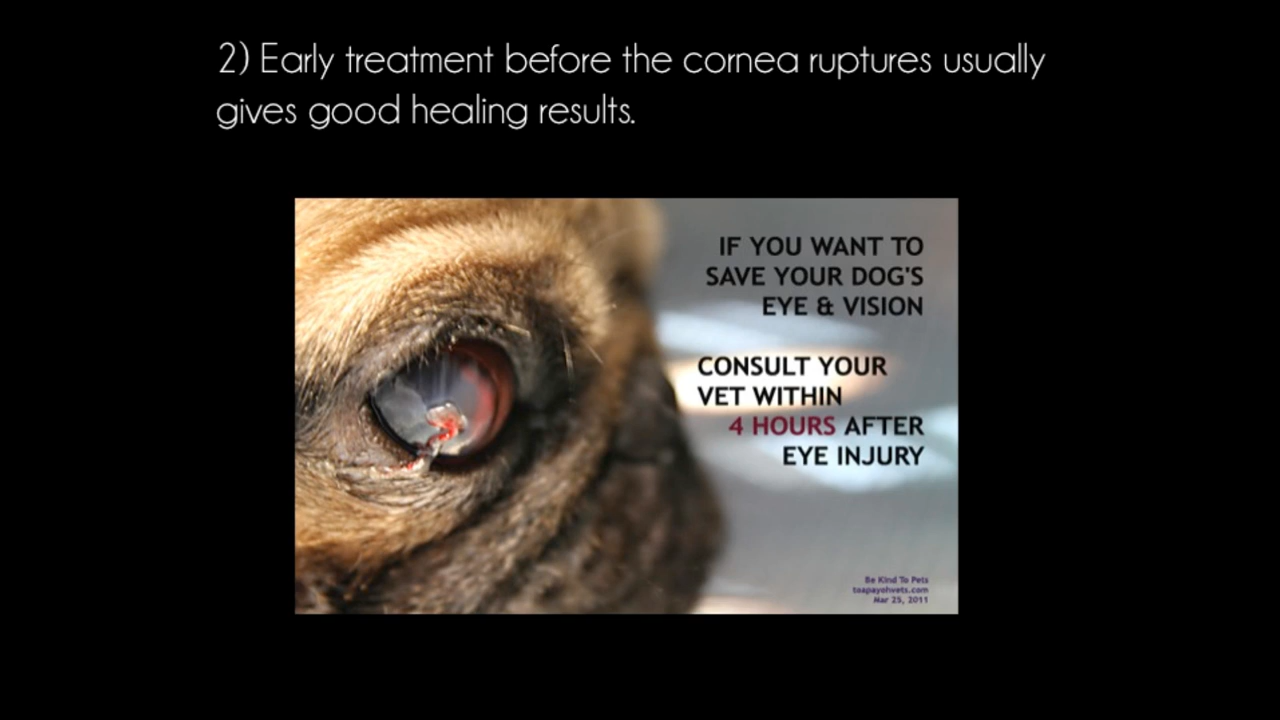 2) Early treatment before the cornea ruptures usually
gives good healing results.
IF YOU WANT TO
SAVE YOUR DOG'S
EYE & VISION
CONSULT YOUR
VET WITHIN
4 HOURS AFTER
EYE INJURY
Be Kind To Pets
toapayohvets.com
Mar 25, 2011